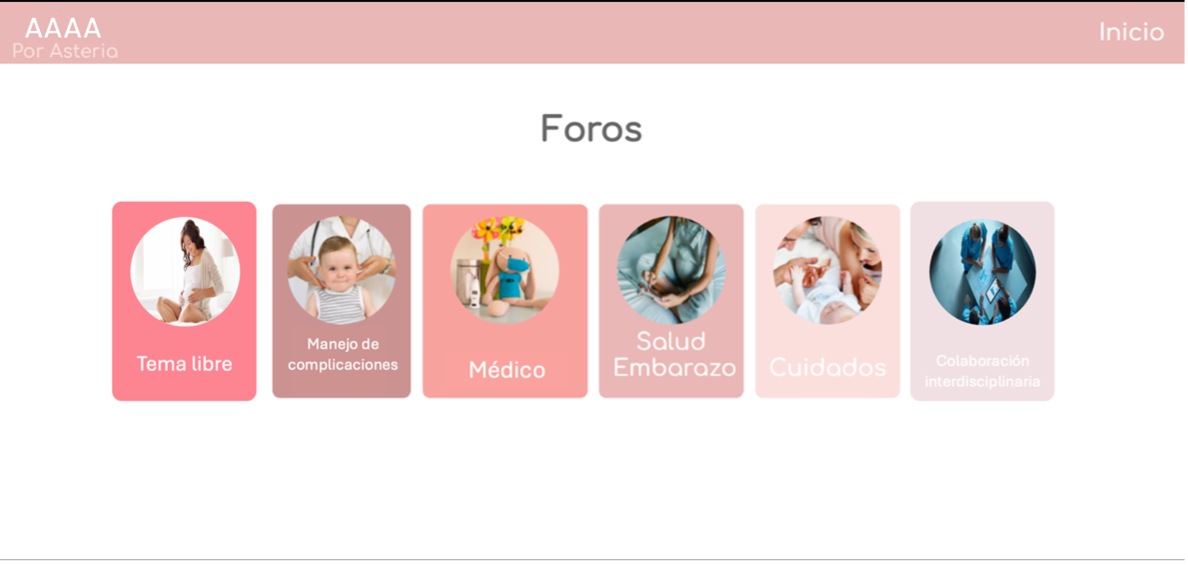 AAAA
Por Asteria
Inicio
Foros
Tema libre
Manejo de
complicaciones
Médico
Salud
Embarazo
Cuidados
Colaboración
interdisciplinaria